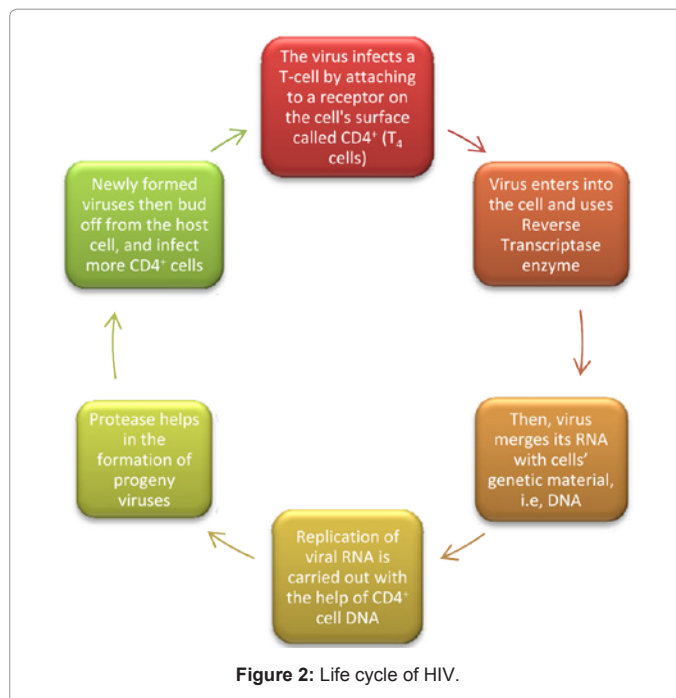 The virus infects a
T-cell by attaching
to a receptor on
the cell's surface
called CD4⁺ (T₄
cells)
Virus enters into
the cell and uses
Reverse
Transcriptase
enzyme
Then, virus
merges its RNA
with cells’
genetic material,
i.e, DNA
Replication of
viral RNA is
carried out with
the help of CD4⁺
cell DNA
Protease helps
in the
formation of
progeny
viruses
Newly formed
viruses then bud
off from the host
cell, and infect
more CD4⁺ cells
Figure 2: Life cycle of HIV.